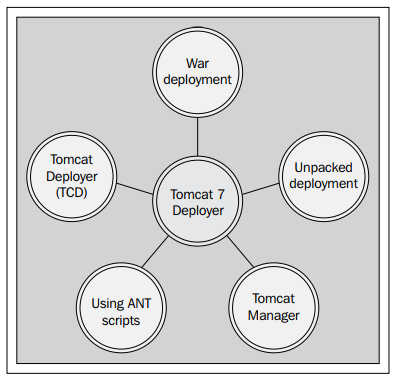 War
deployment
Tomcat
Deployer
(TCD)
Unpacked
deployment
Tomcat 7
Deployer
Using ANT
scripts
Tomcat
Manager